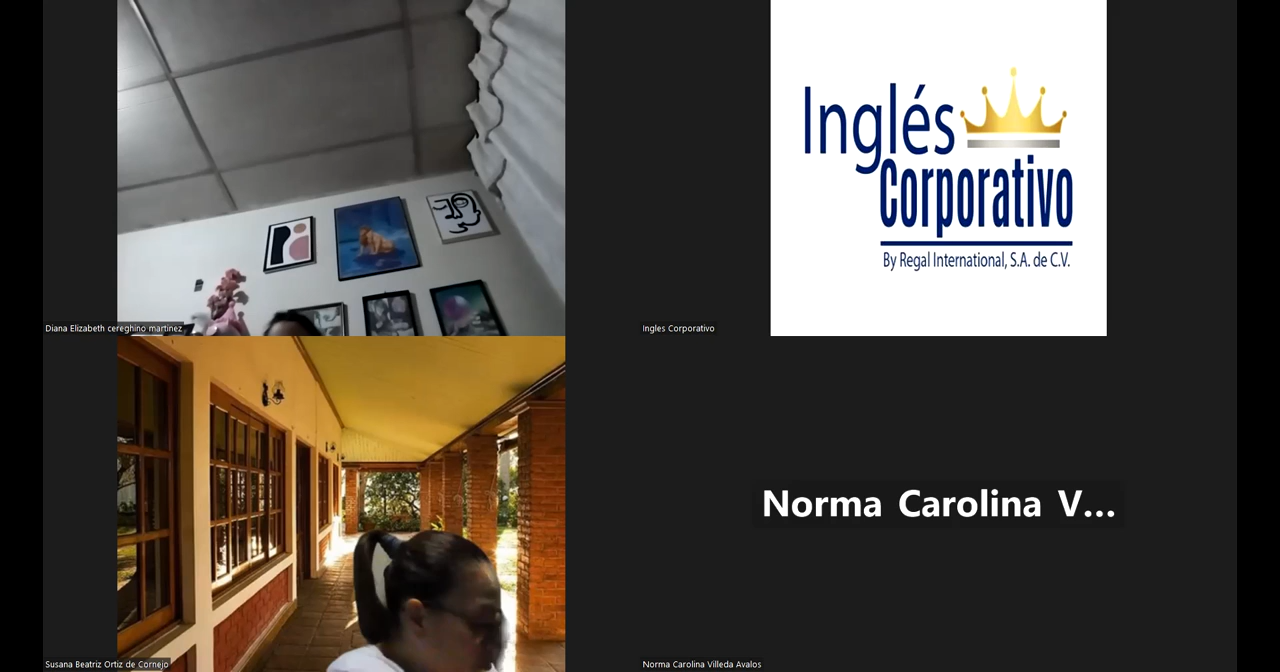 Inglés
Corporativo
By Regal International, S.A. de C.V.
Diana Elizabeth cereghino martinez
Ingles Corporativo
Norma Carolina V...
Susana Beatriz Ortiz de Cornejo
Norma Carolina Villeda Avalos